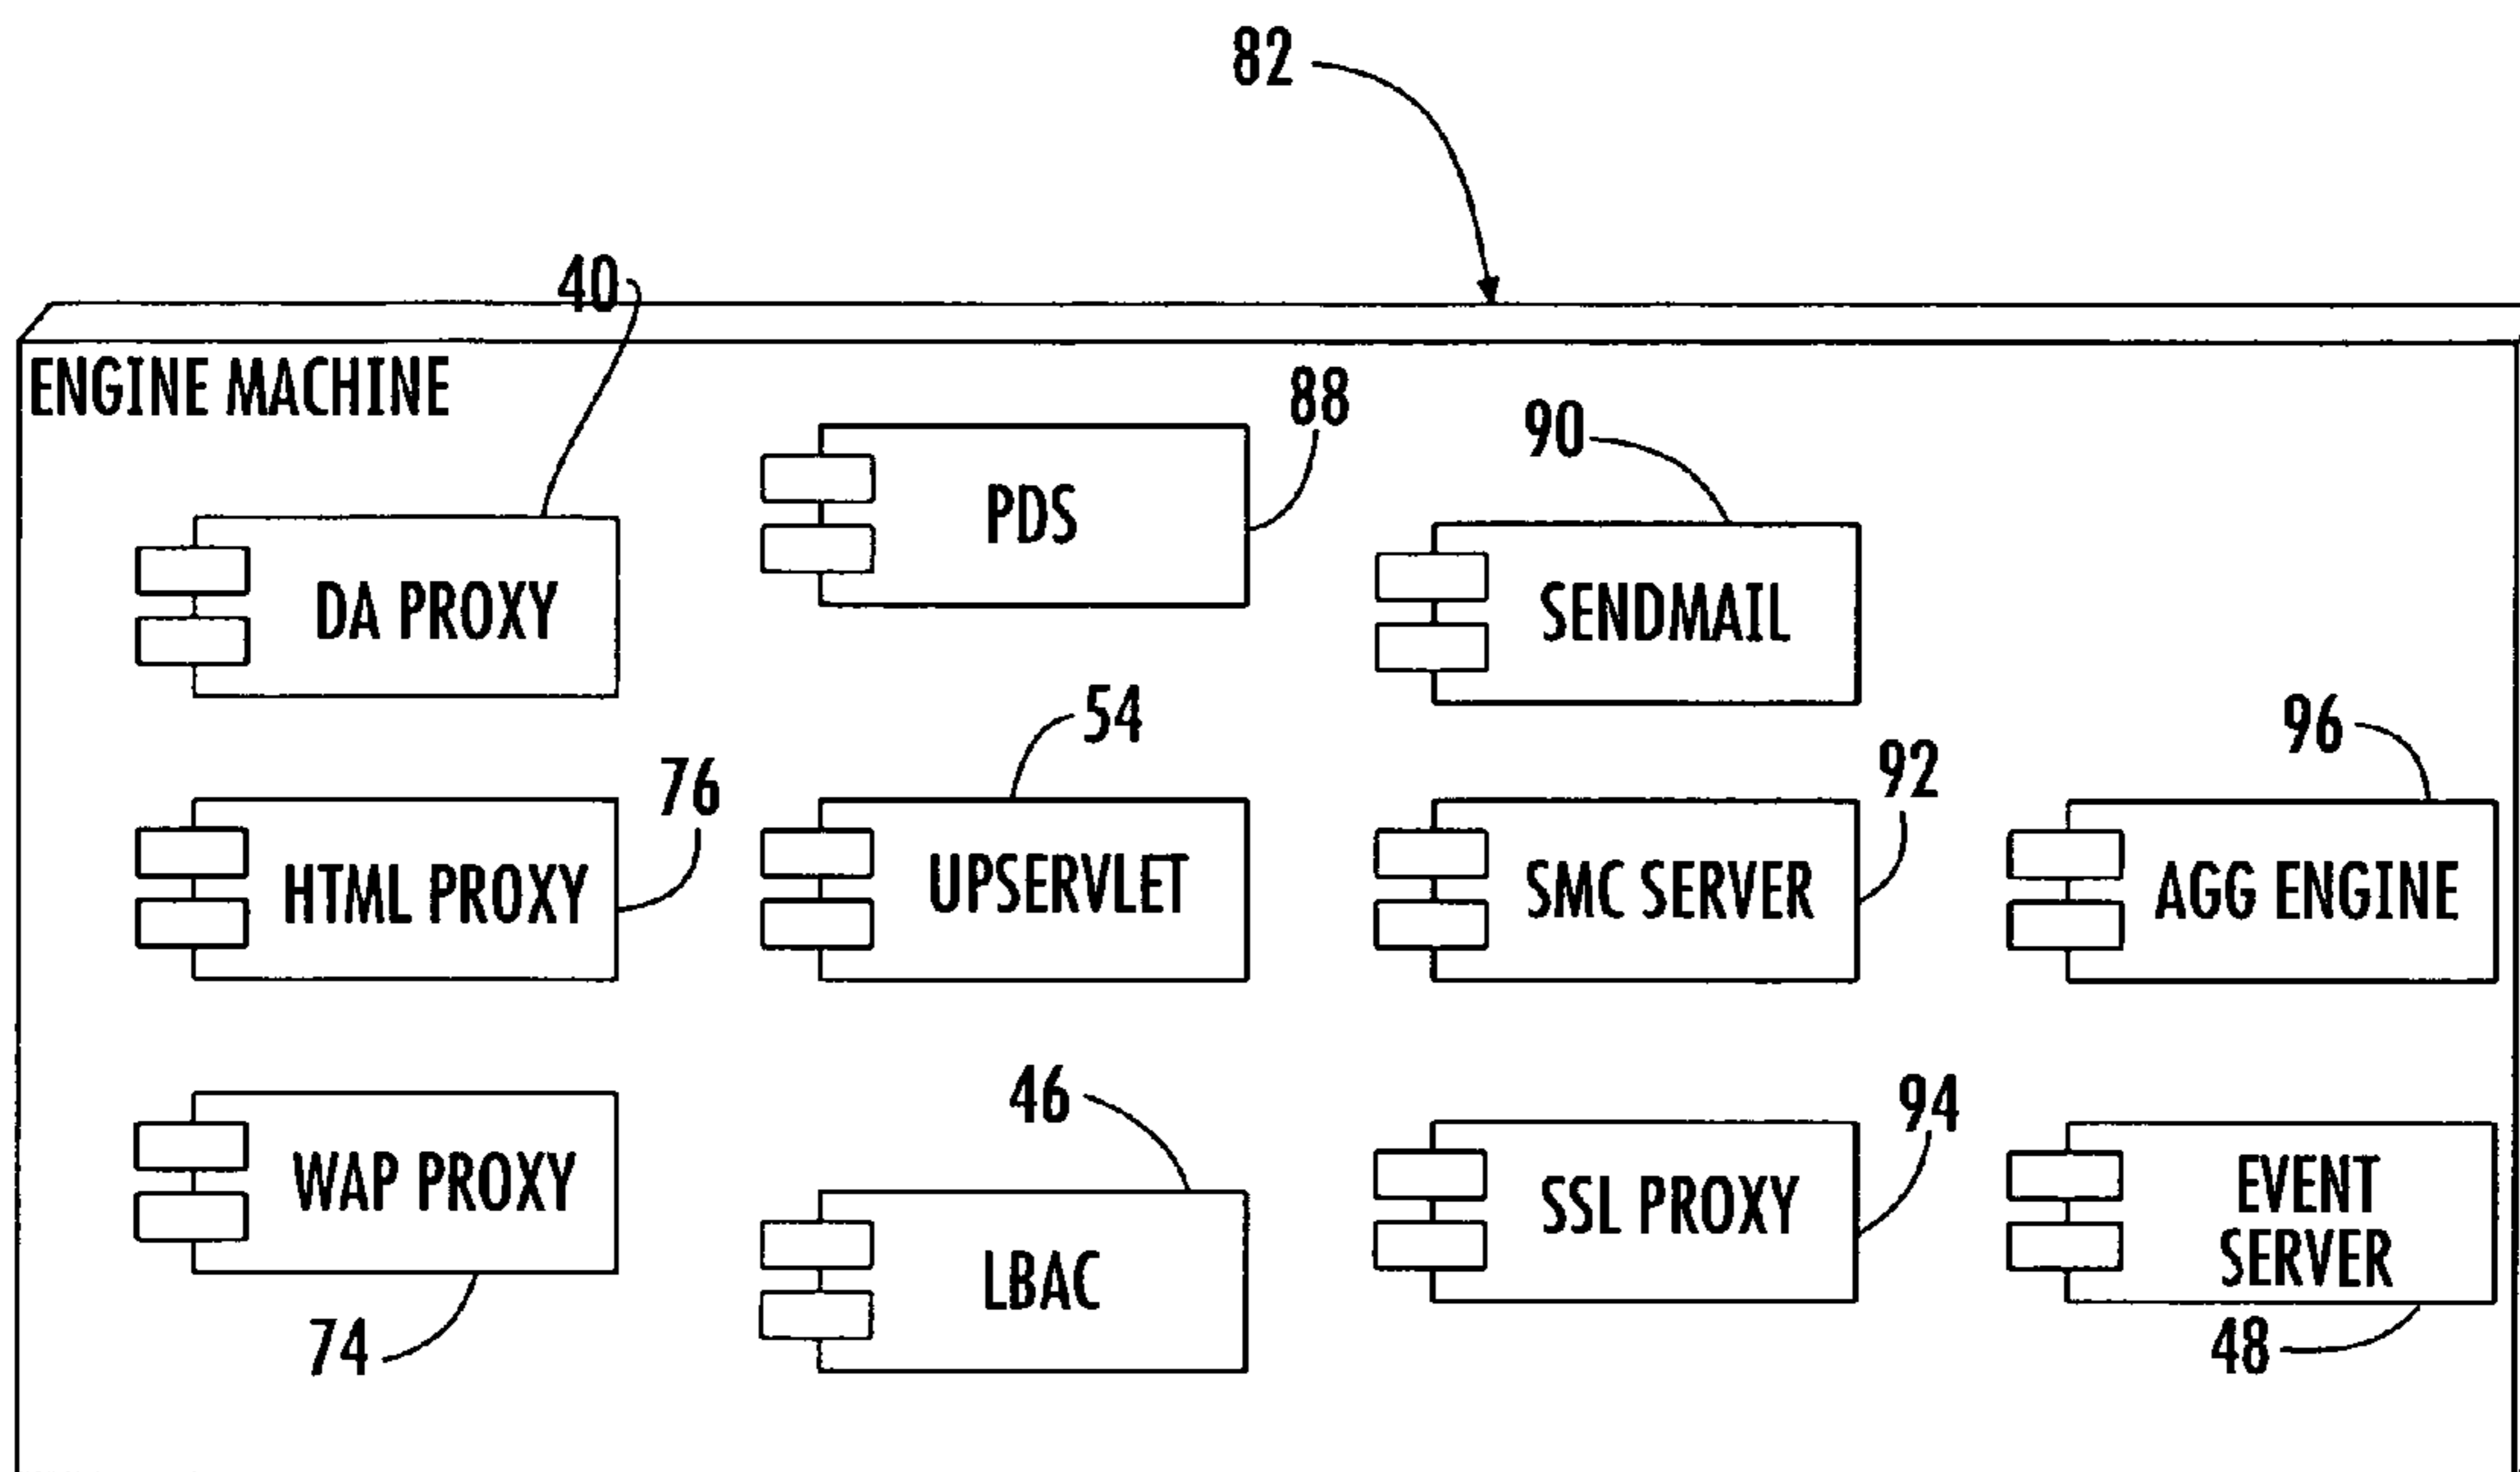 82
40
ENGINE MACHINE
88
90
PDS
DA PROXY
SENDMAIL
54
96
76
92
HTML PROXY
UPSERVLET
SMC SERVER
AGG ENGINE
46
94
WAP PROXY
LBAC
SSL PROXY
EVENT
SERVER
74
48